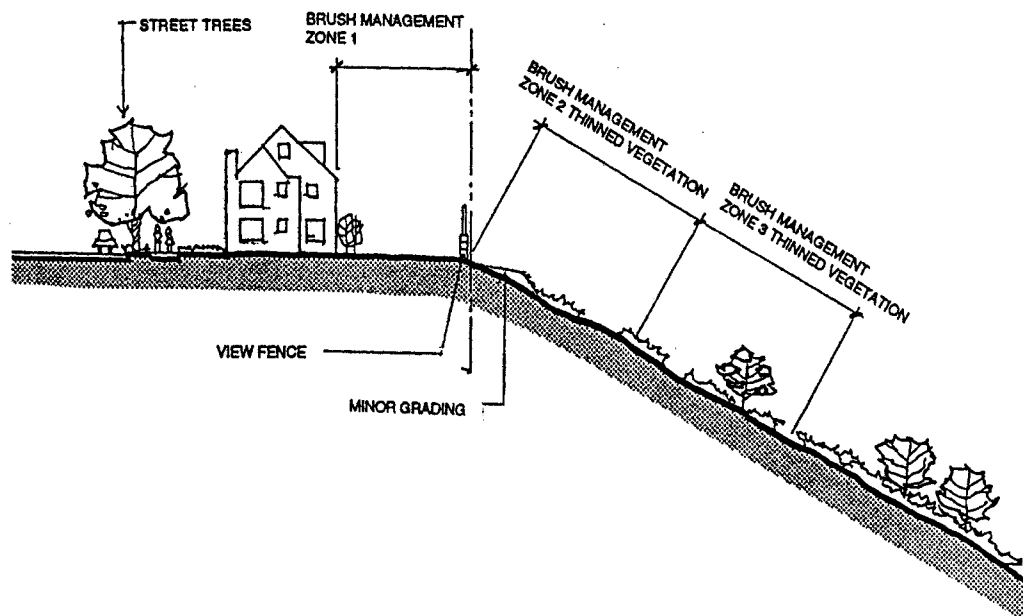 STREET TREES
BRUSH MANAGEMENT
ZONE 1
BRUSH MANAGEMENT
ZONE 2 THINNED VEGETATION
BRUSH MANAGEMENT
ZONE 3 THINNED VEGETATION
VIEW FENCE
MINOR GRADING